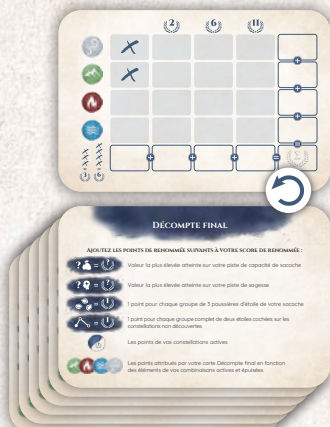 2 6 11
3 6
DÉCOMPTE FINAL
AJOUTEZ LES POINTS DE RENOMMÉE SUIVANTS À VOTRE SCORE DE RENOMMÉE :
Valeur la plus élevée atteinte sur votre piste de capacité de sacoche
Valeur la plus élevée atteinte sur votre piste de sagesse
1 point pour chaque groupe de 3 poussières d'étoile de votre sacoche
1 point pour chaque groupe complet de deux étoiles cochées sur les
constellations non découvertes
Les points de vos constellations actives
Les points attribués par votre carte Décompte final en fonction
des éléments de vos combinaisons actives et épuisées